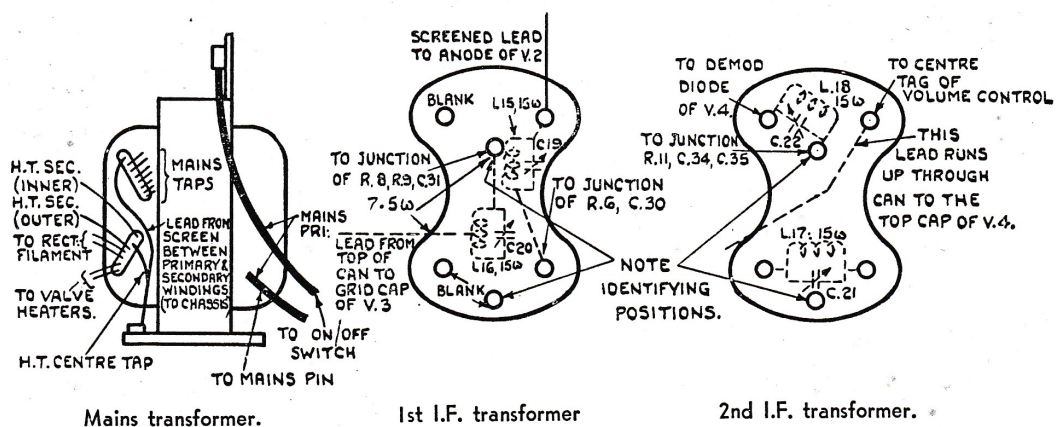 H.T. SEC.
(INNER)
H.T. SEC.
(OUTER)
TO RECT.
FILAMENT
TO VALVE
HEATERS.
H.T. CENTRE TAP
MAINS
TAPS
LEAD FROM
SCREEN
BETWEEN
PRIMARY &
SECONDARY
WINDINGS
(TO CHASSIS)
MAINS
PRI:
TO ON/OFF
SWITCH
TO MAINS PIN
Mains transformer.
SCREENED LEAD
TO ANODE OF V.2
BLANK
L15, 15ω
C19
TO JUNCTION
OF R.8, R.9, C.31
7.5ω
TO JUNCTION
OF R.6, C.30
LEAD FROM
TOP OF
CAN TO
GRID CAP
OF V.3
C20
L16, 15ω
BLANK
NOTE
IDENTIFYING
POSITIONS.
1st I.F. transformer
TO DEMOD
DIODE
OF V.4.
L.18
15ω
C.22
TO CENTRE
TAG OF
VOLUME CONTROL
TO JUNCTION
R.11, C.34, C.35
THIS
LEAD RUNS
UP THROUGH
CAN TO THE
TOP CAP OF V.4.
L.17: 15ω
C.21
2nd I.F. transformer.